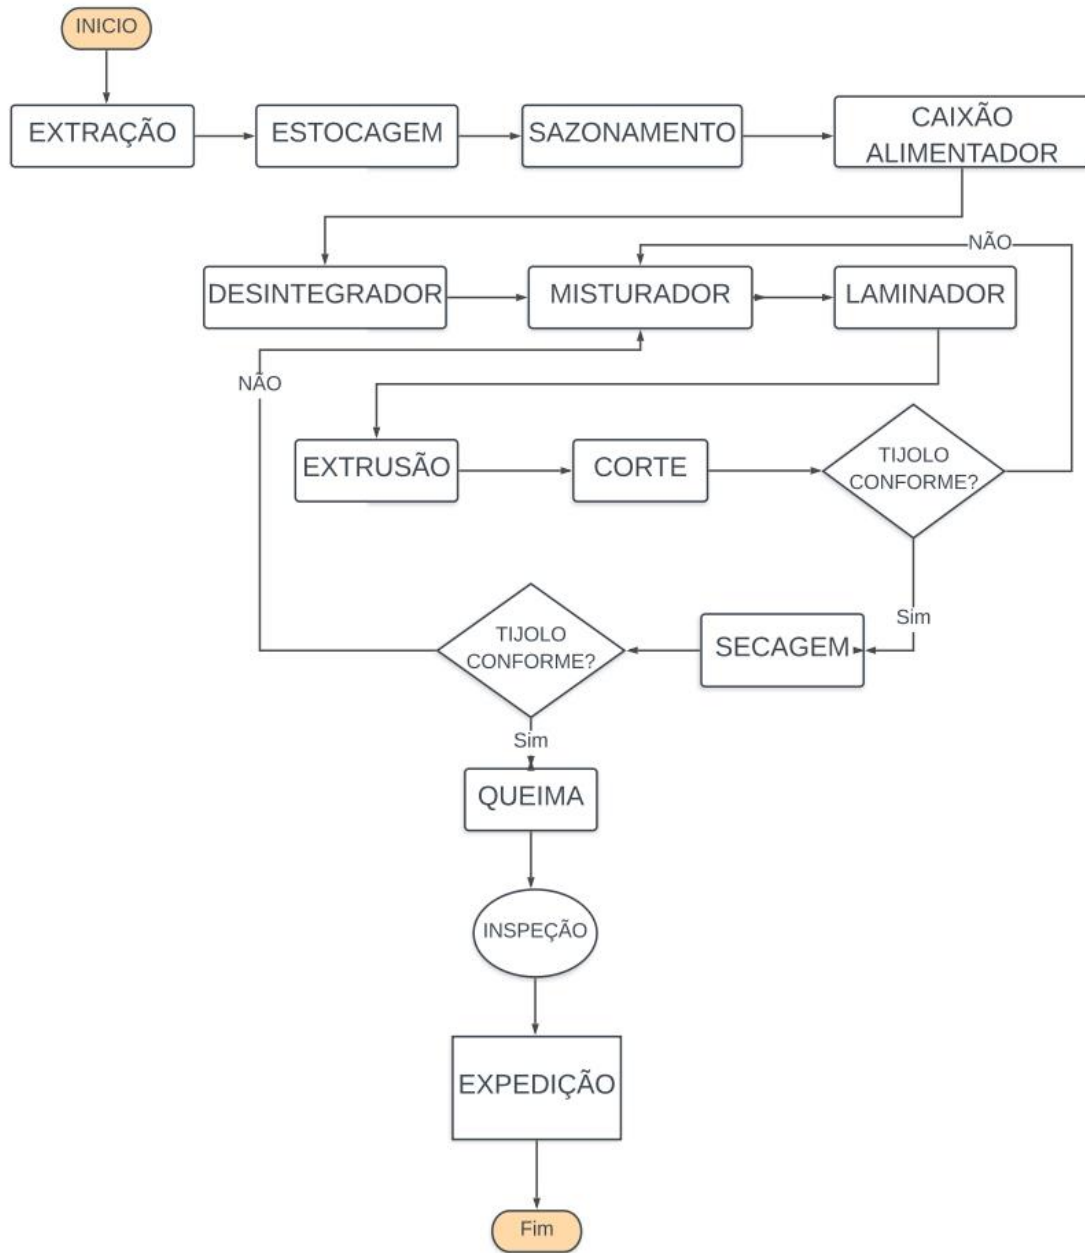 INICIO
EXTRAÇÃO
ESTOCAGEM
SAZONAMENTO
CAIXÃO
ALIMENTADOR
NÃO
DESINTEGRADOR
MISTURADOR
LAMINADOR
NÃO
EXTRUSÃO
CORTE
TIJOLO
CONFORME?
Sim
SECAGEM
TIJOLO
CONFORME?
Sim
QUEIMA
INSPEÇÃO
EXPEDIÇÃO
Fim